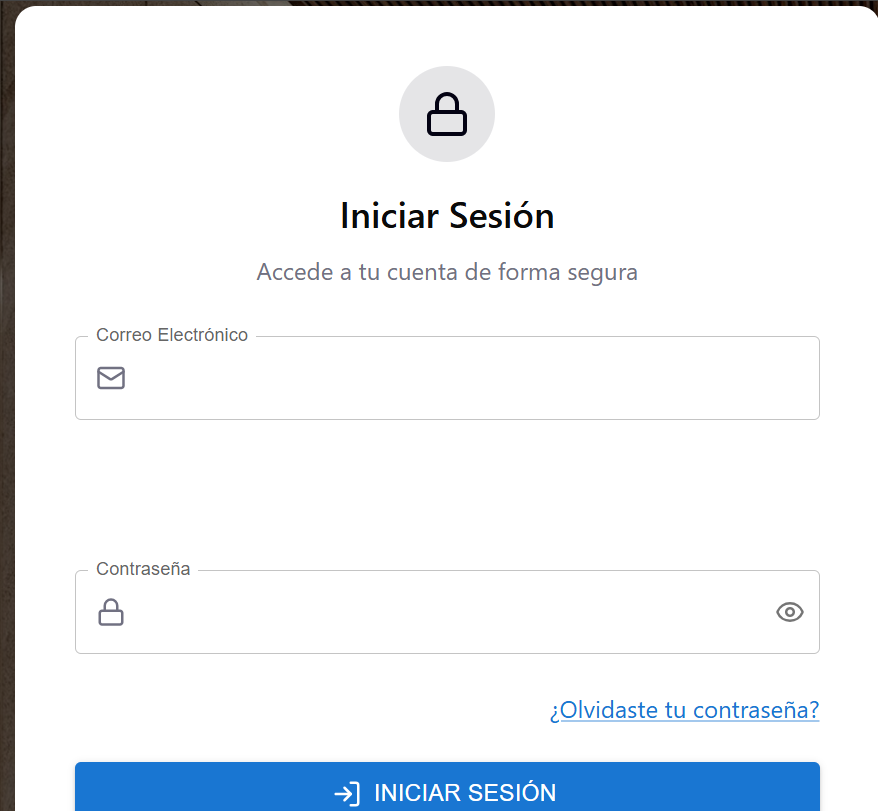 Iniciar Sesión
Accede a tu cuenta de forma segura
Correo Electrónico
Contraseña
¿Olvidaste tu contraseña?
INICIAR SESIÓN